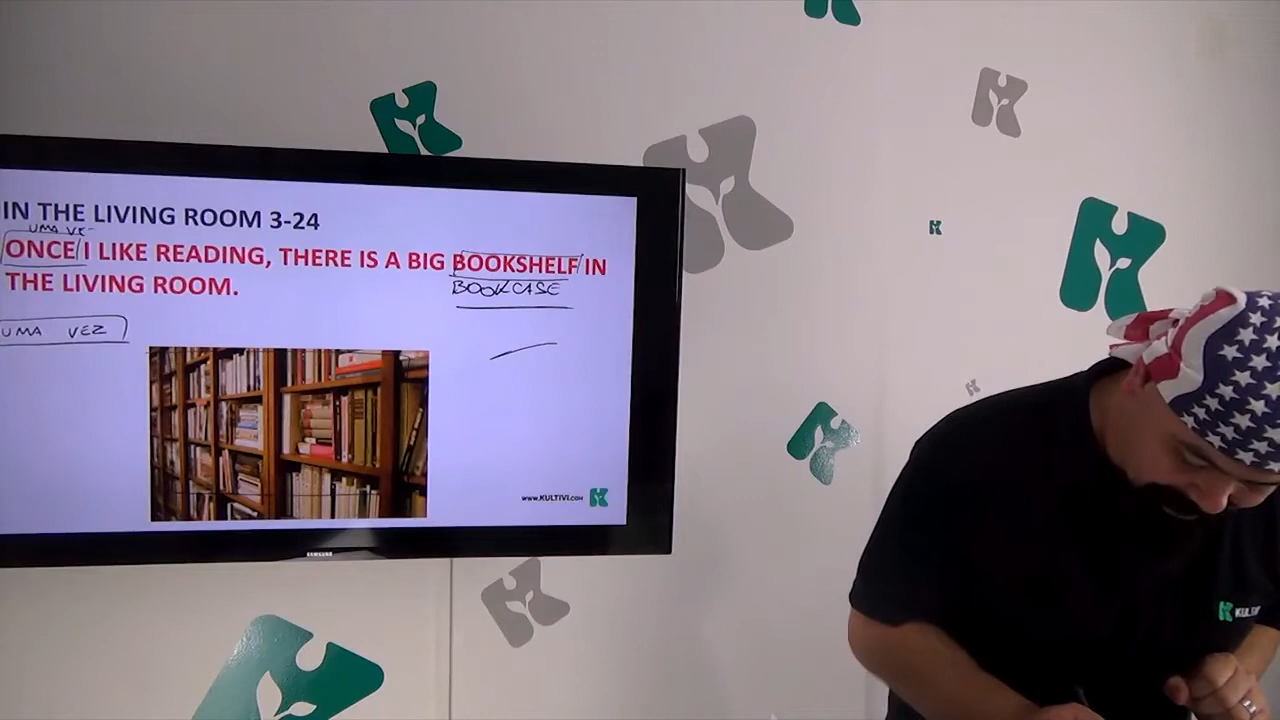 IN THE LIVING ROOM 3-24
UMA VE
ONCE I LIKE READING, THERE IS A BIG BOOKSHELF IN
THE LIVING ROOM.
BOOKCASE
UMA VEZ
WWW.KULTIVI.COM
SAMSUNG